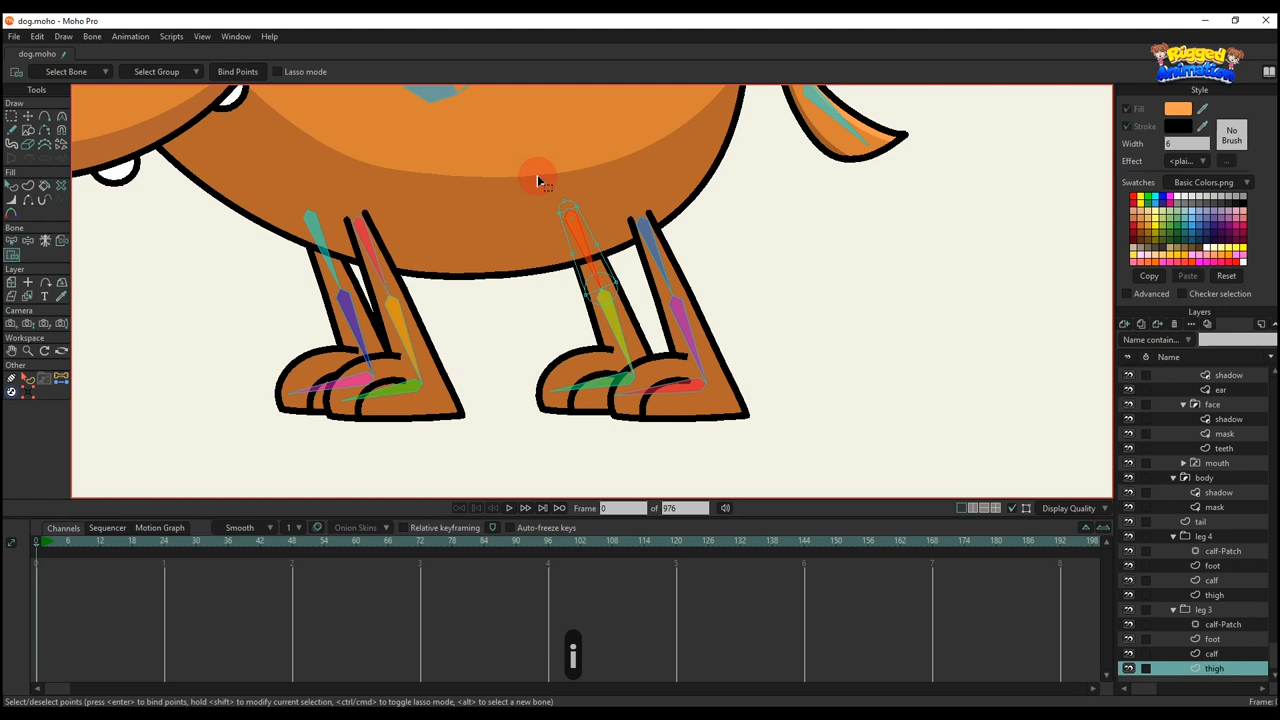 dog.moho - Moho Pro
File Edit Draw Bone Animation Scripts View Window Help
dog.moho
Select Bone Select Group Bind Points Lasso mode
Rigged Animation
Tools
Draw
Fill
Bone
Layer
Camera
Workspace
Other
Style
Fill
Stroke
No Brush
Width 6
Effect <plai... ...
Swatches Basic Colors.png
Copy Paste Reset
Advanced Checker selection
Layers
Name contain...
Name
shadow
ear
face
shadow
mask
teeth
mouth
body
shadow
mask
tail
leg 4
calf-Patch
foot
calf
thigh
leg 3
calf-Patch
foot
calf
thigh
Frame 0 of 976 Display Quality
Channels Sequencer Motion Graph Smooth 1 Onion Skins Relative keyframing Auto-freeze keys
0 6 12 18 24 30 36 42 48 54 60 66 72 78 84 90 96 102 108 114 120 126 132 138 144 150 156 162 168 174 180 186 192 198
0 1 2 3 4 5 6 7 8
i
Select/deselect points (press <enter> to bind points, hold <shift> to modify current selection, <ctrl/cmd> to toggle lasso mode, <alt> to select a new bone) Frame: